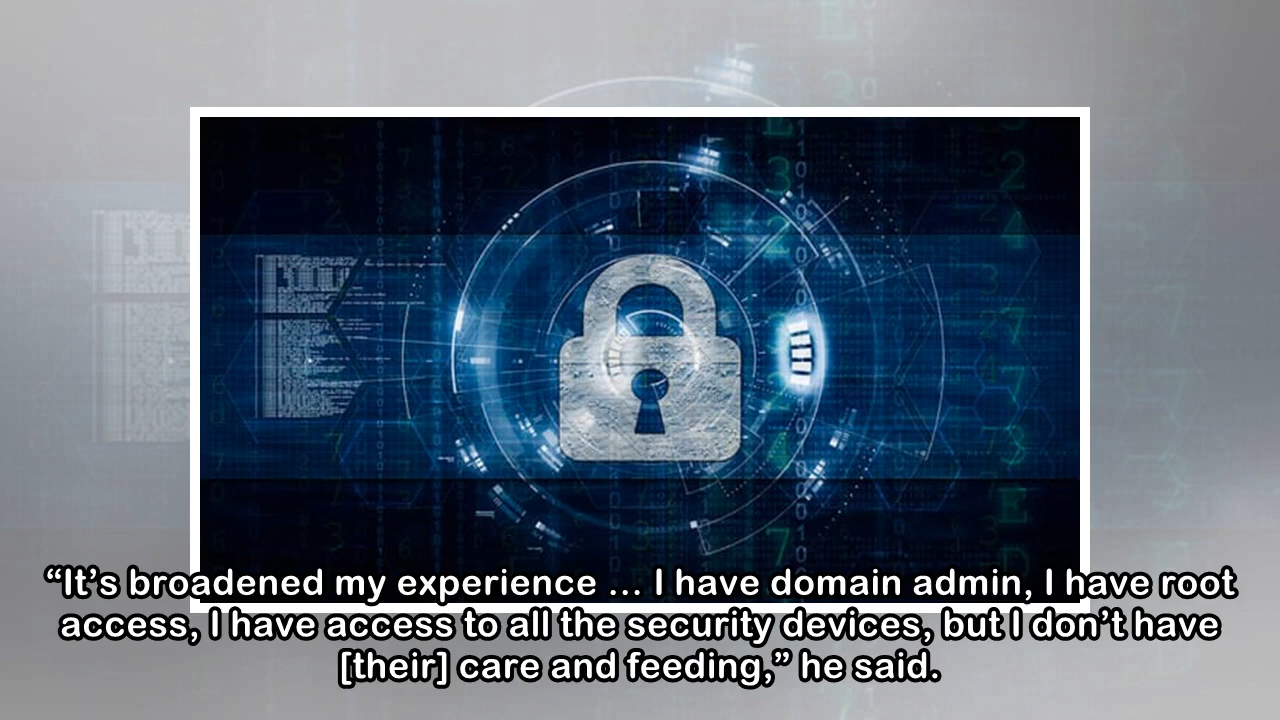 “It’s broadened my experience … I have domain admin, I have root
access, I have access to all the security devices, but I don’t have
[their] care and feeding,” he said.